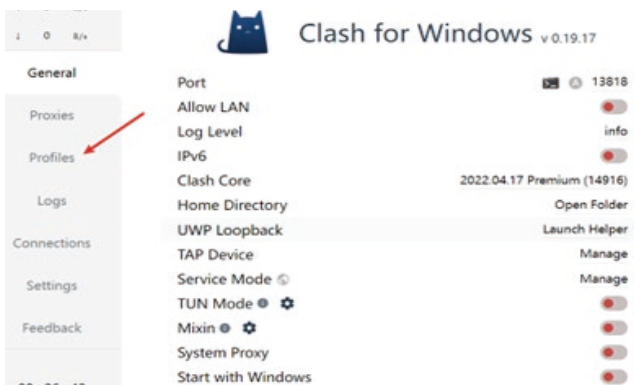 ↓ 0 B/s
General
Proxies
Profiles
Logs
Connections
Settings
Feedback
Clash for Windows v 0.19.17
Port 13818
Allow LAN
Log Level info
IPv6
Clash Core 2022.04.17 Premium (14916)
Home Directory Open Folder
UWP Loopback Launch Helper
TAP Device Manage
Service Mode Manage
TUN Mode
Mixin
System Proxy
Start with Windows